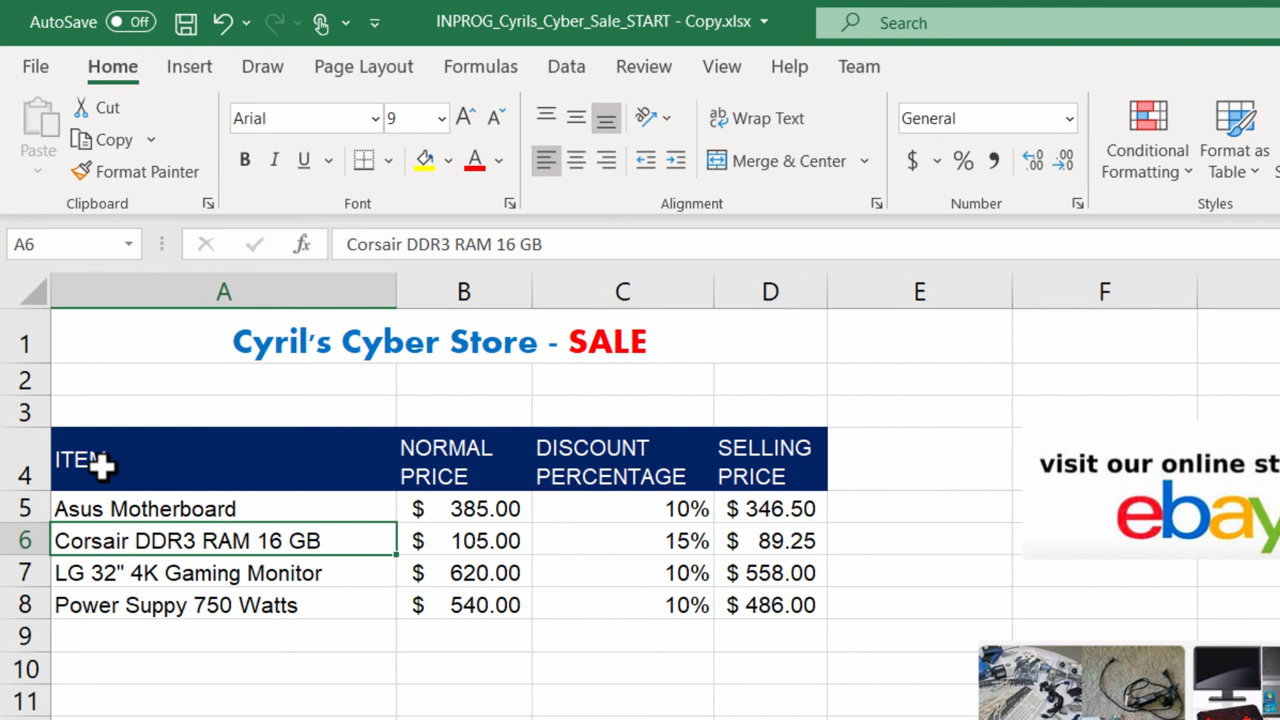 AutoSave Off INPROG_Cyrils_Cyber_Sale_START - Copy.xlsx Search
File Home Insert Draw Page Layout Formulas Data Review View Help Team
Paste Cut Copy Format Painter Clipboard
Arial 9 A A B I U A Font
ab Wrap Text Merge & Center Alignment
General $ % 9 .00 .00 Number
Conditional Formatting Format as Table Styles
A6 fx Corsair DDR3 RAM 16 GB
A B C D E F
1 Cyril's Cyber Store - SALE
2
3
4 ITEM NORMAL PRICE DISCOUNT PERCENTAGE SELLING PRICE
visit our online st
ebay
5 Asus Motherboard $ 385.00 10% $ 346.50
6 Corsair DDR3 RAM 16 GB $ 105.00 15% $ 89.25
7 LG 32" 4K Gaming Monitor $ 620.00 10% $ 558.00
8 Power Suppy 750 Watts $ 540.00 10% $ 486.00
9
10
11